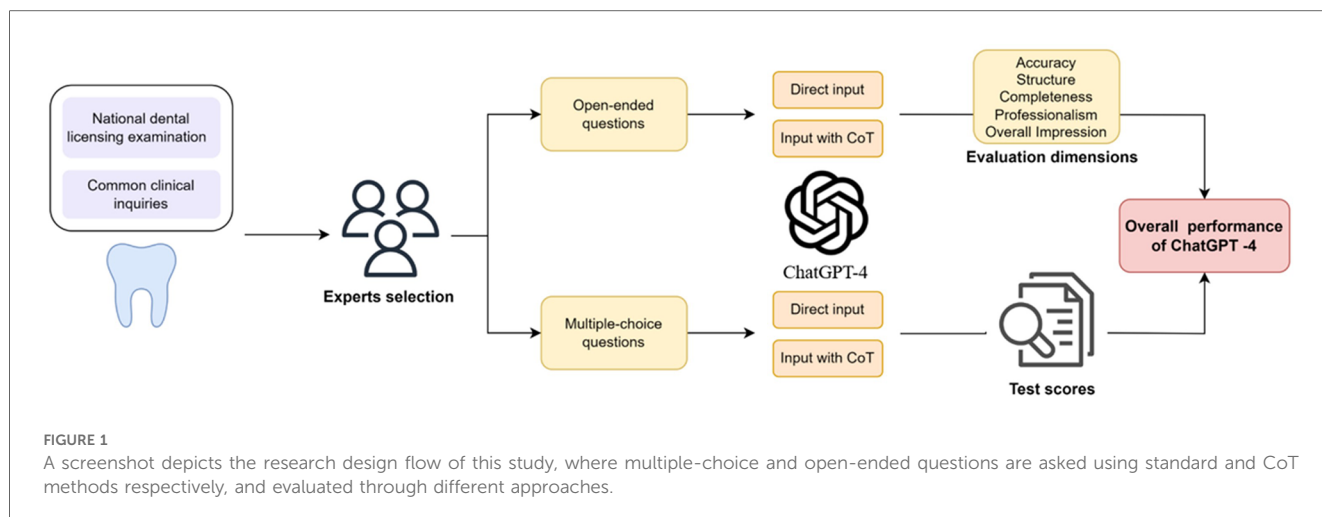 National dental
licensing examination
Common clinical
inquiries
Experts selection
Open-ended
questions
Multiple-choice
questions
Direct input
Input with CoT
ChatGPT-4
Direct input
Input with CoT
Accuracy
Structure
Completeness
Professionalism
Overall Impression
Evaluation dimensions
Test scores
Overall performance
of ChatGPT -4
FIGURE 1
A screenshot depicts the research design flow of this study, where multiple-choice and open-ended questions are asked using standard and CoT
methods respectively, and evaluated through different approaches.